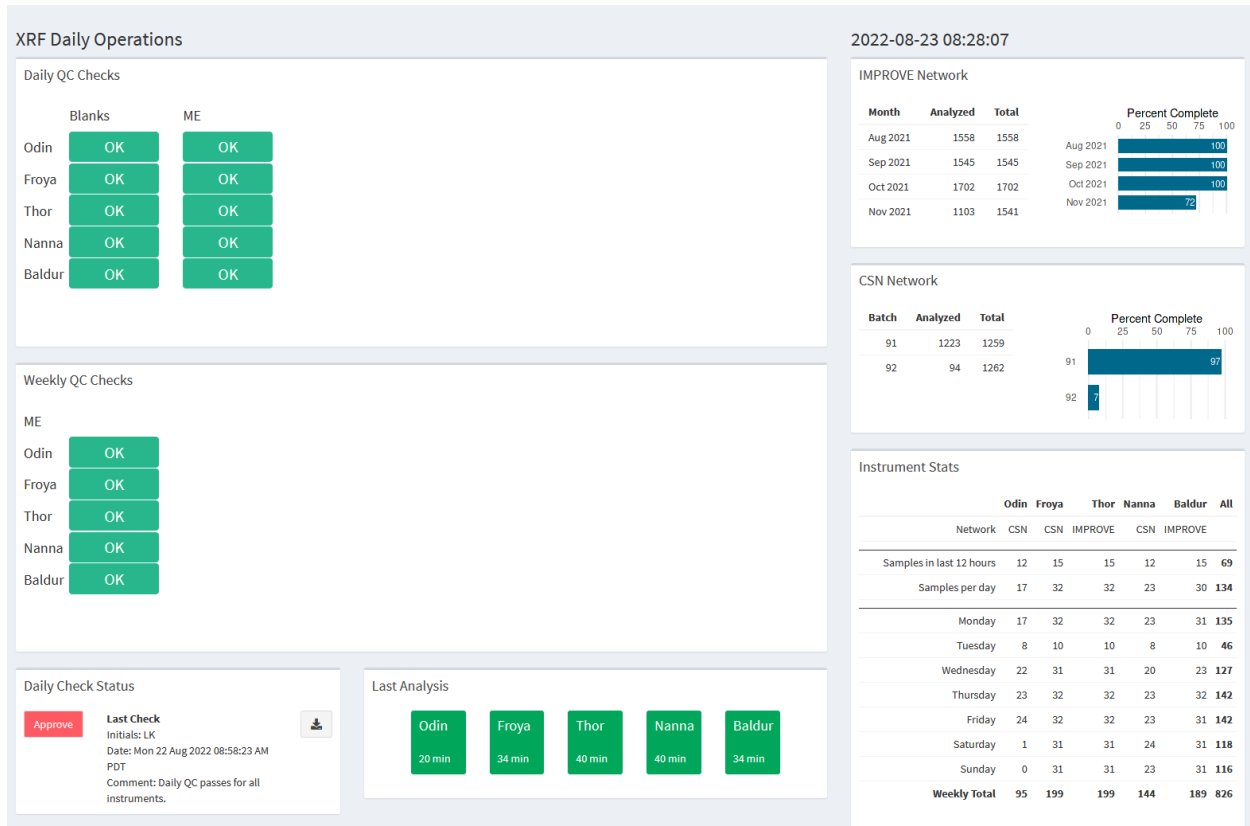 XRF Daily Operations
2022-08-23 08:28:07
Daily QC Checks
Blanks ME
Odin OK OK
Froya OK OK
Thor OK OK
Nanna OK OK
Baldur OK OK
Weekly QC Checks
ME
Odin OK
Froya OK
Thor OK
Nanna OK
Baldur OK
Daily Check Status
Approve
Last Check
Initials: LK
Date: Mon 22 Aug 2022 08:58:23 AM
PDT
Comment: Daily QC passes for all
instruments.
Last Analysis
Odin Froya Thor Nanna Baldur
20 min 34 min 40 min 40 min 34 min
IMPROVE Network
Month Analyzed Total
Aug 2021 1558 1558
Sep 2021 1545 1545
Oct 2021 1702 1702
Nov 2021 1103 1541
Percent Complete
0 25 50 75 100
Aug 2021 100
Sep 2021 100
Oct 2021 100
Nov 2021 72
CSN Network
Batch Analyzed Total
91 1223 1259
92 94 1262
Percent Complete
0 25 50 75 100
91 97
92 7
Instrument Stats
Odin Froya Thor Nanna Baldur All
Network CSN CSN IMPROVE CSN IMPROVE
Samples in last 12 hours 12 15 15 12 15 69
Samples per day 17 32 32 23 30 134
Monday 17 32 32 23 31 135
Tuesday 8 10 10 8 10 46
Wednesday 22 31 31 20 23 127
Thursday 23 32 32 23 32 142
Friday 24 32 32 23 31 142
Saturday 1 31 31 24 31 118
Sunday 0 31 31 23 31 116
Weekly Total 95 199 199 144 189 826